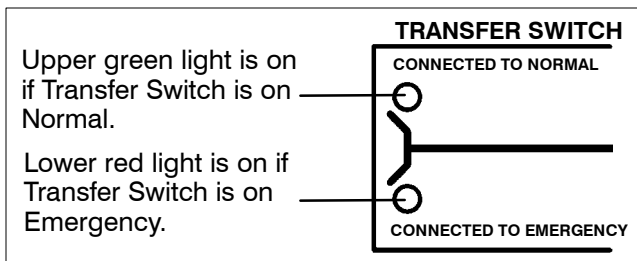 TRANSFER SWITCH
Upper green light is on
if Transfer Switch is on
Normal.
CONNECTED TO NORMAL
Lower red light is on if
Transfer Switch is on
Emergency.
CONNECTED TO EMERGENCY